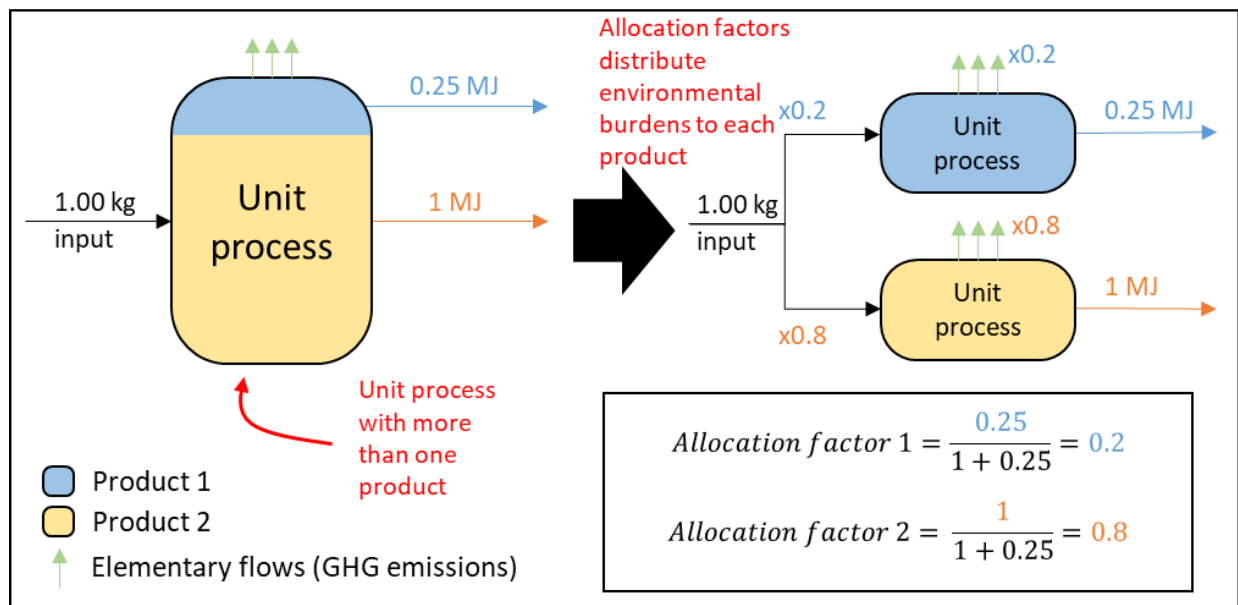 0.25 MJ
1.00 kg
input
Unit
process
1 MJ
Unit process
with more
than one
product
Product 1
Product 2
Elementary flows (GHG emissions)
Allocation factors
distribute
environmental
burdens to each
product
x0.2
x0.2
Unit
process
0.25 MJ
1.00 kg
input
x0.8
x0.8
Unit
process
1 MJ
Allocation factor 1 = 0.25 / 1 + 0.25 = 0.2
Allocation factor 2 = 1 / 1 + 0.25 = 0.8